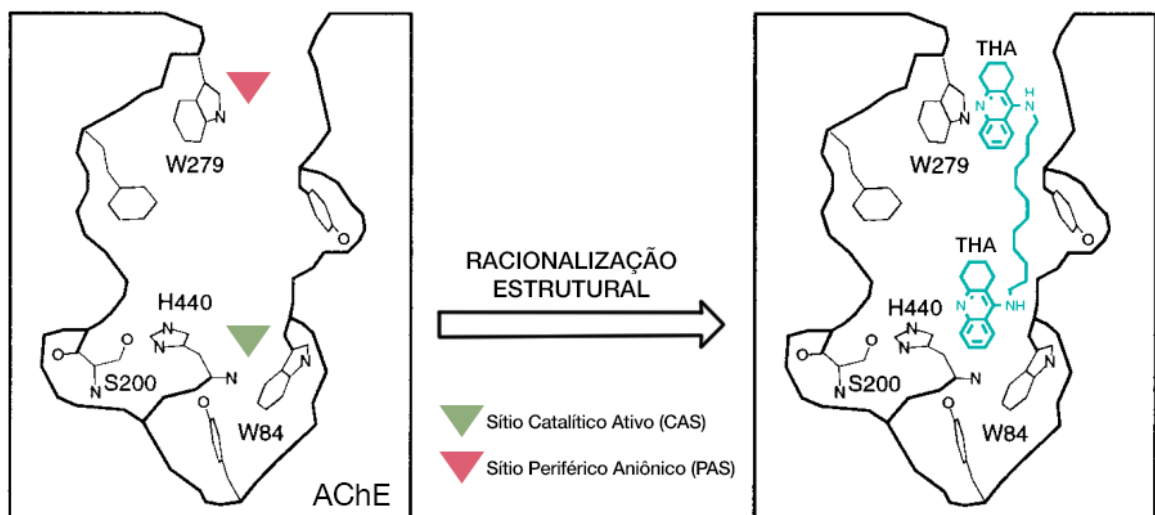 W279
H440
S200
W84
AChE
O
O
O
O
N
N
N
N
N
N
RACIONALIZAÇÃO
ESTRUTURAL
Sítio Catalítico Ativo (CAS)
Sítio Periférico Aniônico (PAS)
THA
N
H
N
N
W279
THA
N
NH
H440
S200
W84
O
O
O
O
N
N
N
N
N